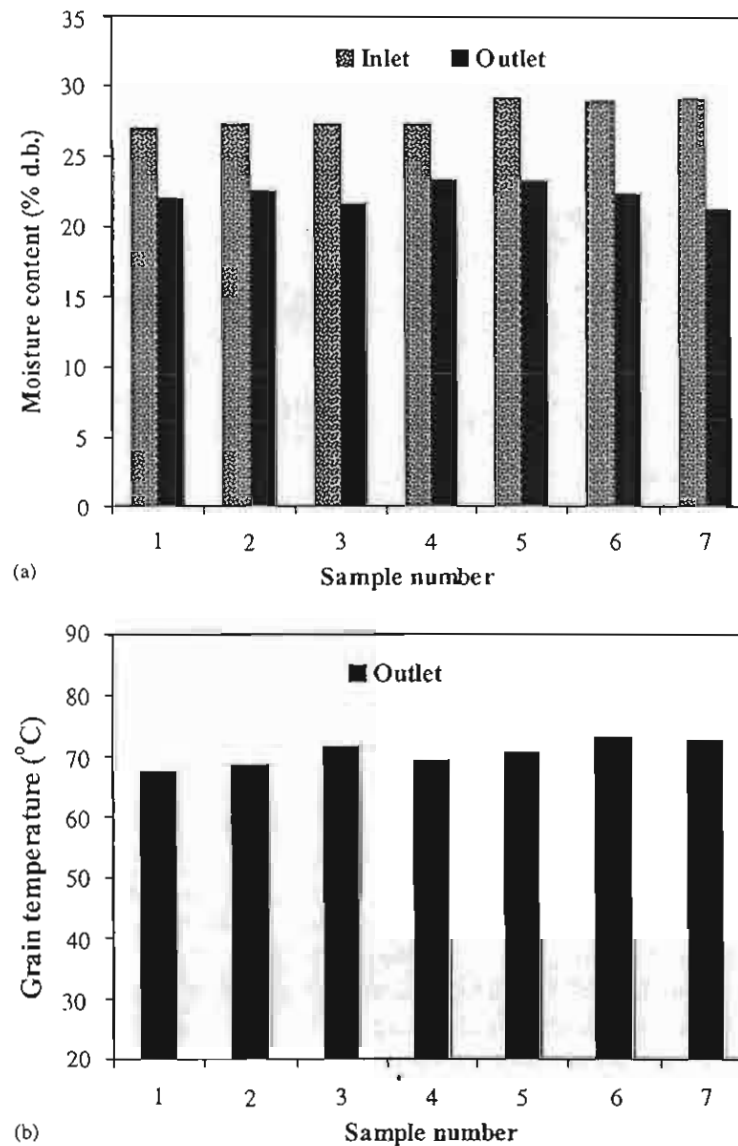 35
30
25
20
15
10
5
0
Moisture content (% d.b.)
Inlet Outlet
1 2 3 4 5 6 7
(a)
Sample number
90
80
70
60
50
40
30
20
Grain temperature (°C)
Outlet
1 2 3 4 5 6 7
(b)
Sample number